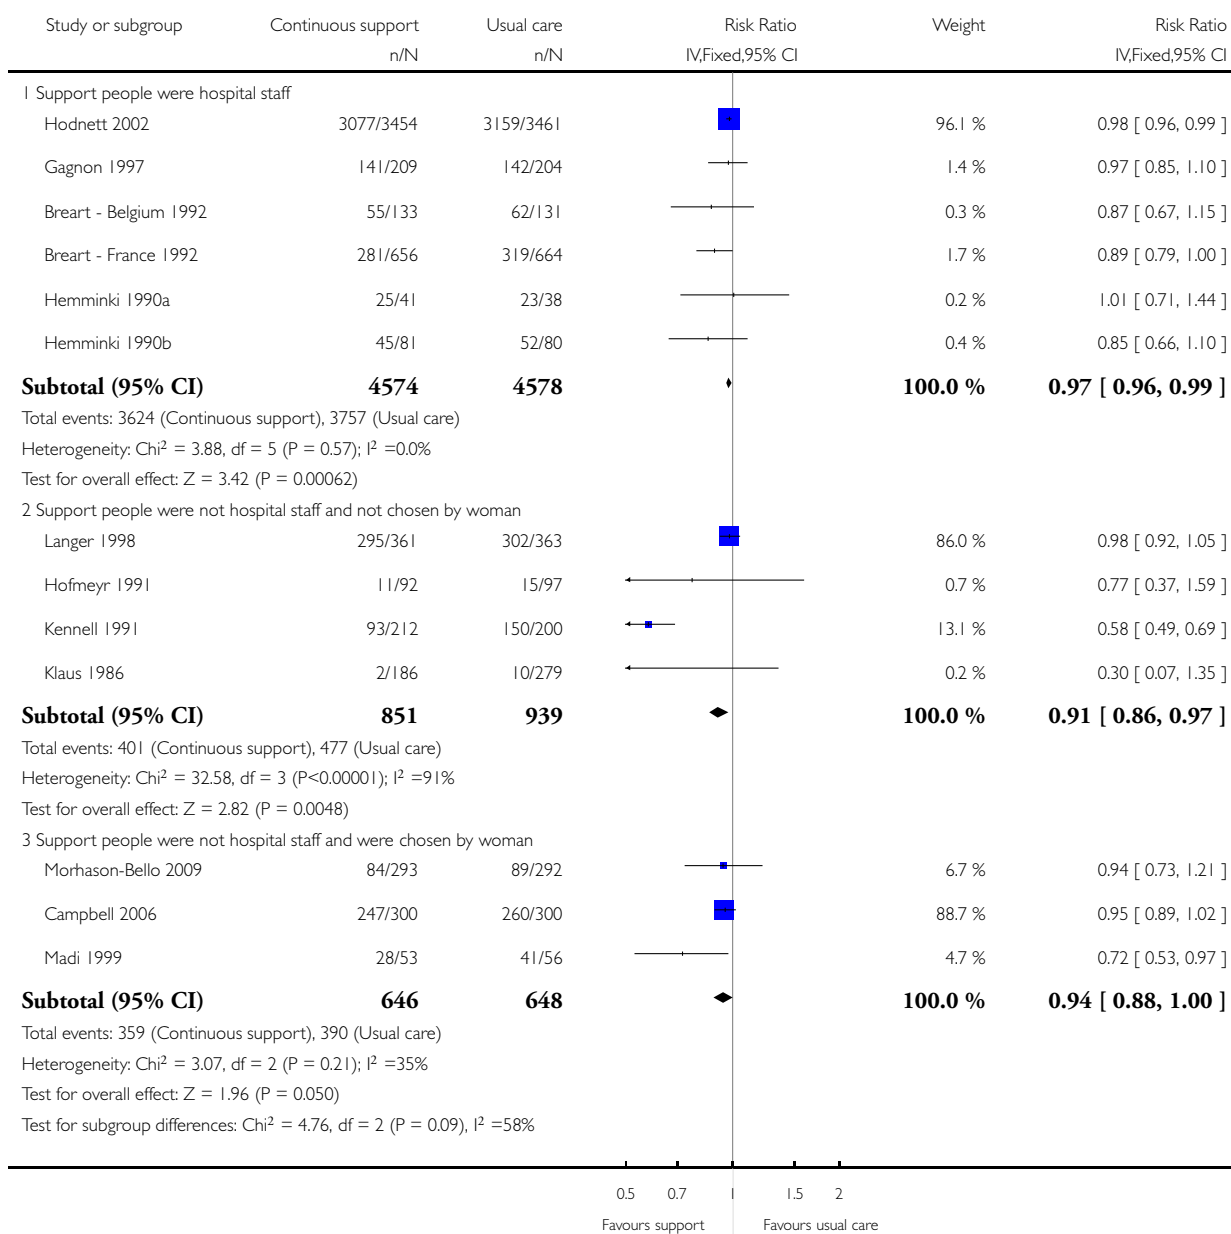 Study or subgroup Continuous support Usual care Risk Ratio Weight Risk Ratio
n/N n/N IV,Fixed,95% CI IV,Fixed,95% CI
1 Support people were hospital staff
Hodnett 2002 3077/3454 3159/3461 96.1 % 0.98 [ 0.96, 0.99 ]
Gagnon 1997 141/209 142/204 1.4 % 0.97 [ 0.85, 1.10 ]
Breart - Belgium 1992 55/133 62/131 0.3 % 0.87 [ 0.67, 1.15 ]
Breart - France 1992 281/656 319/664 1.7 % 0.89 [ 0.79, 1.00 ]
Hemminki 1990a 25/41 23/38 0.2 % 1.01 [ 0.71, 1.44 ]
Hemminki 1990b 45/81 52/80 0.4 % 0.85 [ 0.66, 1.10 ]
Subtotal (95% CI) 4574 4578 100.0 % 0.97 [ 0.96, 0.99 ]
Total events: 3624 (Continuous support), 3757 (Usual care)
Heterogeneity: Chi² = 3.88, df = 5 (P = 0.57); I² =0.0%
Test for overall effect: Z = 3.42 (P = 0.00062)
2 Support people were not hospital staff and not chosen by woman
Langer 1998 295/361 302/363 86.0 % 0.98 [ 0.92, 1.05 ]
Hofmeyr 1991 11/92 15/97 0.7 % 0.77 [ 0.37, 1.59 ]
Kennell 1991 93/212 150/200 13.1 % 0.58 [ 0.49, 0.69 ]
Klaus 1986 2/186 10/279 0.2 % 0.30 [ 0.07, 1.35 ]
Subtotal (95% CI) 851 939 100.0 % 0.91 [ 0.86, 0.97 ]
Total events: 401 (Continuous support), 477 (Usual care)
Heterogeneity: Chi² = 32.58, df = 3 (P<0.00001); I² =91%
Test for overall effect: Z = 2.82 (P = 0.0048)
3 Support people were not hospital staff and were chosen by woman
Morhason-Bello 2009 84/293 89/292 6.7 % 0.94 [ 0.73, 1.21 ]
Campbell 2006 247/300 260/300 88.7 % 0.95 [ 0.89, 1.02 ]
Madi 1999 28/53 41/56 4.7 % 0.72 [ 0.53, 0.97 ]
Subtotal (95% CI) 646 648 100.0 % 0.94 [ 0.88, 1.00 ]
Total events: 359 (Continuous support), 390 (Usual care)
Heterogeneity: Chi² = 3.07, df = 2 (P = 0.21); I² =35%
Test for overall effect: Z = 1.96 (P = 0.050)
Test for subgroup differences: Chi² = 4.76, df = 2 (P = 0.09), I² =58%
0.5 0.7 1 1.5 2
Favours support Favours usual care